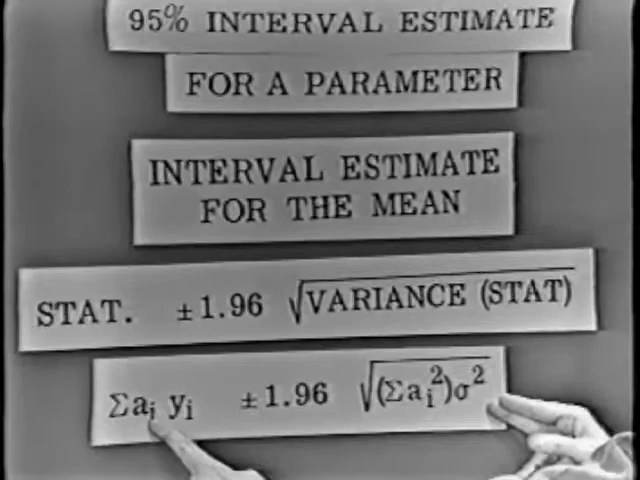 95% INTERVAL ESTIMATE
FOR A PARAMETER
INTERVAL ESTIMATE
FOR THE MEAN
STAT. ±1.96 √VARIANCE (STAT)
Σaᵢ yᵢ ±1.96 √(Σaᵢ²)σ²